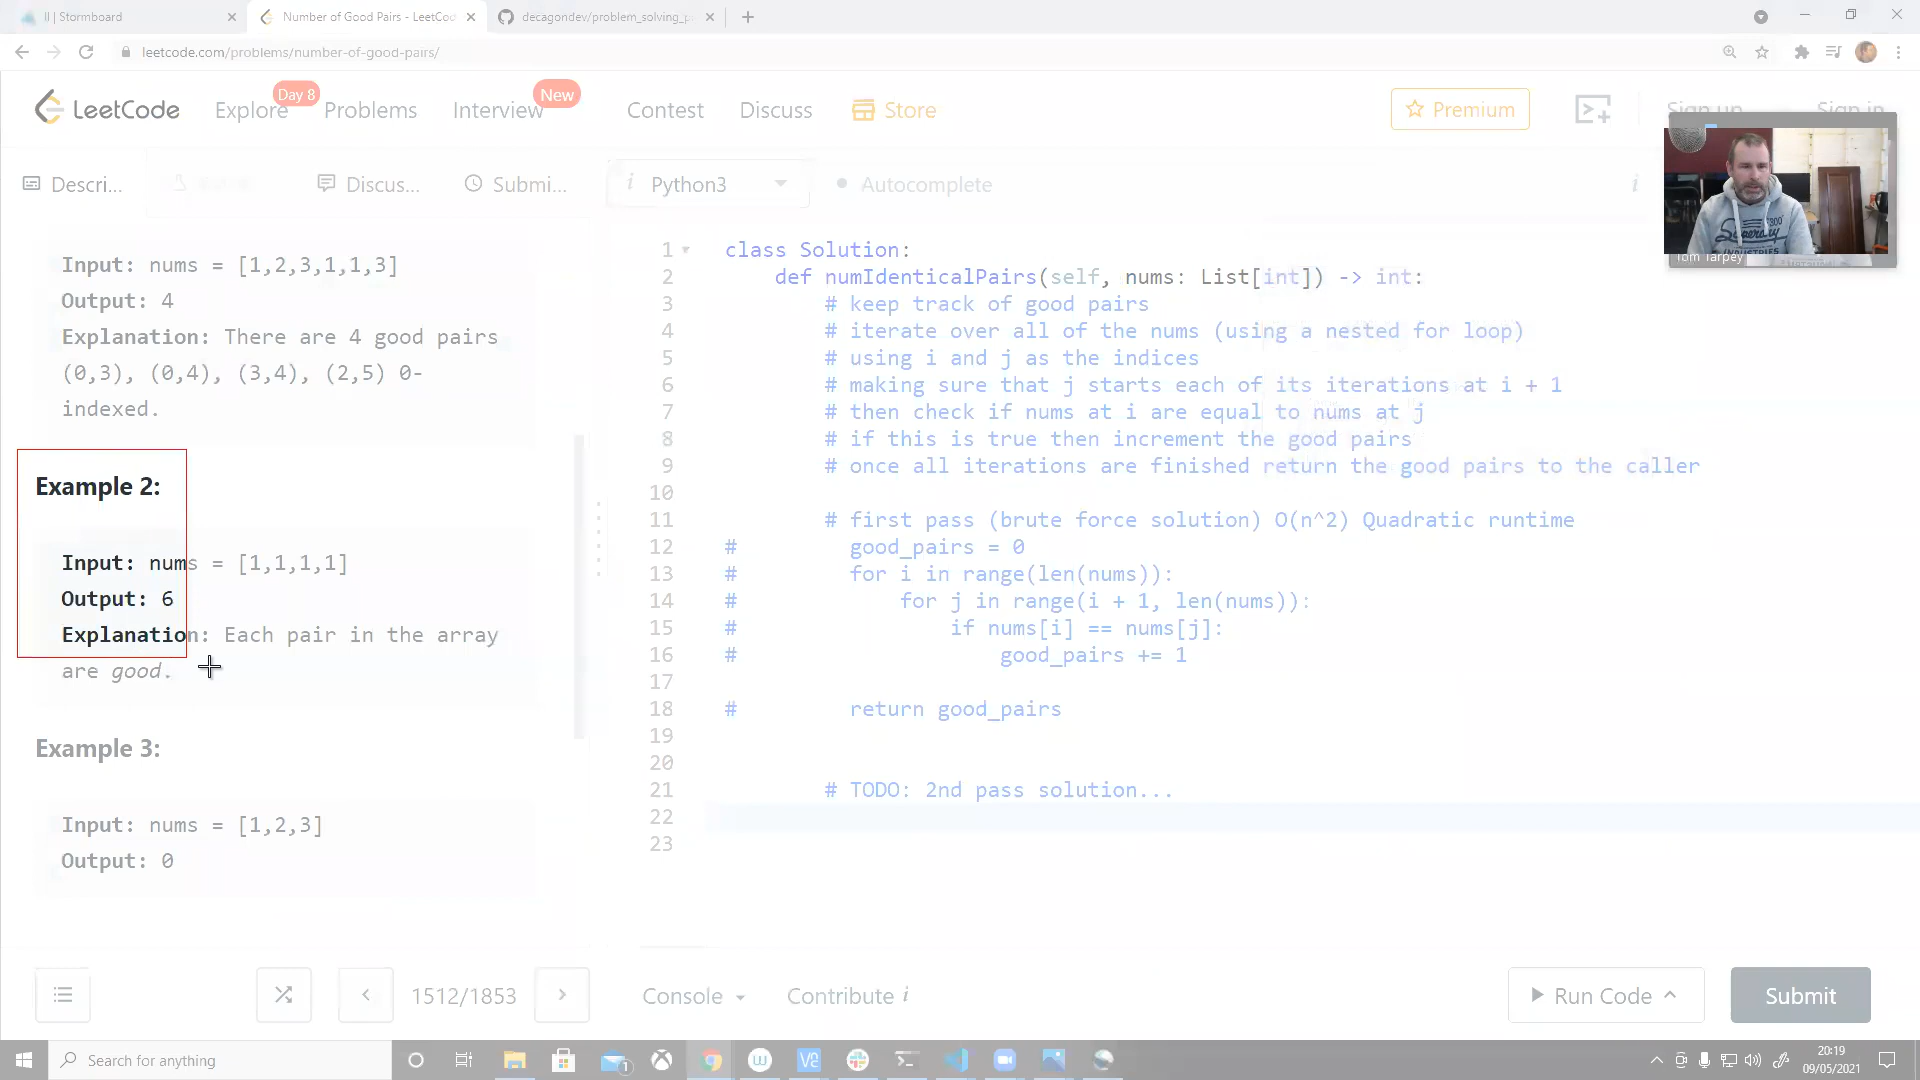 ll | Stormboard
Number of Good Pairs - LeetCod
decagondev/problem_solving_p
leetcode.com/problems/number-of-good-pairs/
LeetCode
Explore
Day 8
Problems
Interview
New
Contest
Discuss
Store
Premium
Sign up
Sign in
Tom Tarpey
Descri...
Discus...
Submi...
i Python3
Autocomplete
i
Input: nums = [1,2,3,1,1,3]
Output: 4
Explanation: There are 4 good pairs
(0,3), (0,4), (3,4), (2,5) 0-
indexed.
Example 2:
Input: nums = [1,1,1,1]
Output: 6
Explanation: Each pair in the array
are good.
Example 3:
Input: nums = [1,2,3]
Output: 0
1 class Solution:
2 def numIdenticalPairs(self, nums: List[int]) -> int:
3 # keep track of good pairs
4 # iterate over all of the nums (using a nested for loop)
5 # using i and j as the indices
6 # making sure that j starts each of its iterations at i + 1
7 # then check if nums at i are equal to nums at j
8 # if this is true then increment the good pairs
9 # once all iterations are finished return the good pairs to the caller
10
11 # first pass (brute force solution) O(n^2) Quadratic runtime
12 # good_pairs = 0
13 # for i in range(len(nums)):
14 # for j in range(i + 1, len(nums)):
15 # if nums[i] == nums[j]:
16 # good_pairs += 1
17
18 # return good_pairs
19
20
21 # TODO: 2nd pass solution...
22
23
1512/1853
Console
Contribute i
Run Code
Submit
Search for anything
20:19
09/05/2021